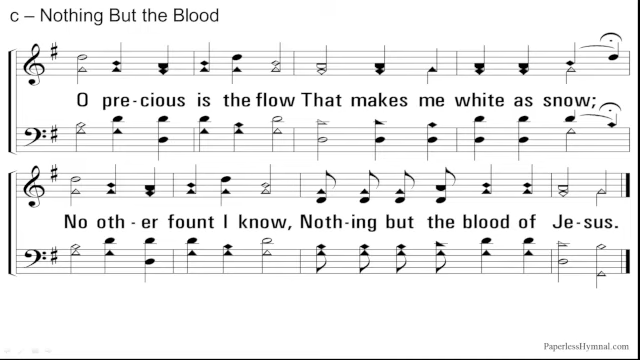 c – Nothing But the Blood
O pre-cious is the flow That makes me white as snow;
No oth-er fount I know, Noth-ing but the blood of Je-sus.
PaperlessHymnal.com